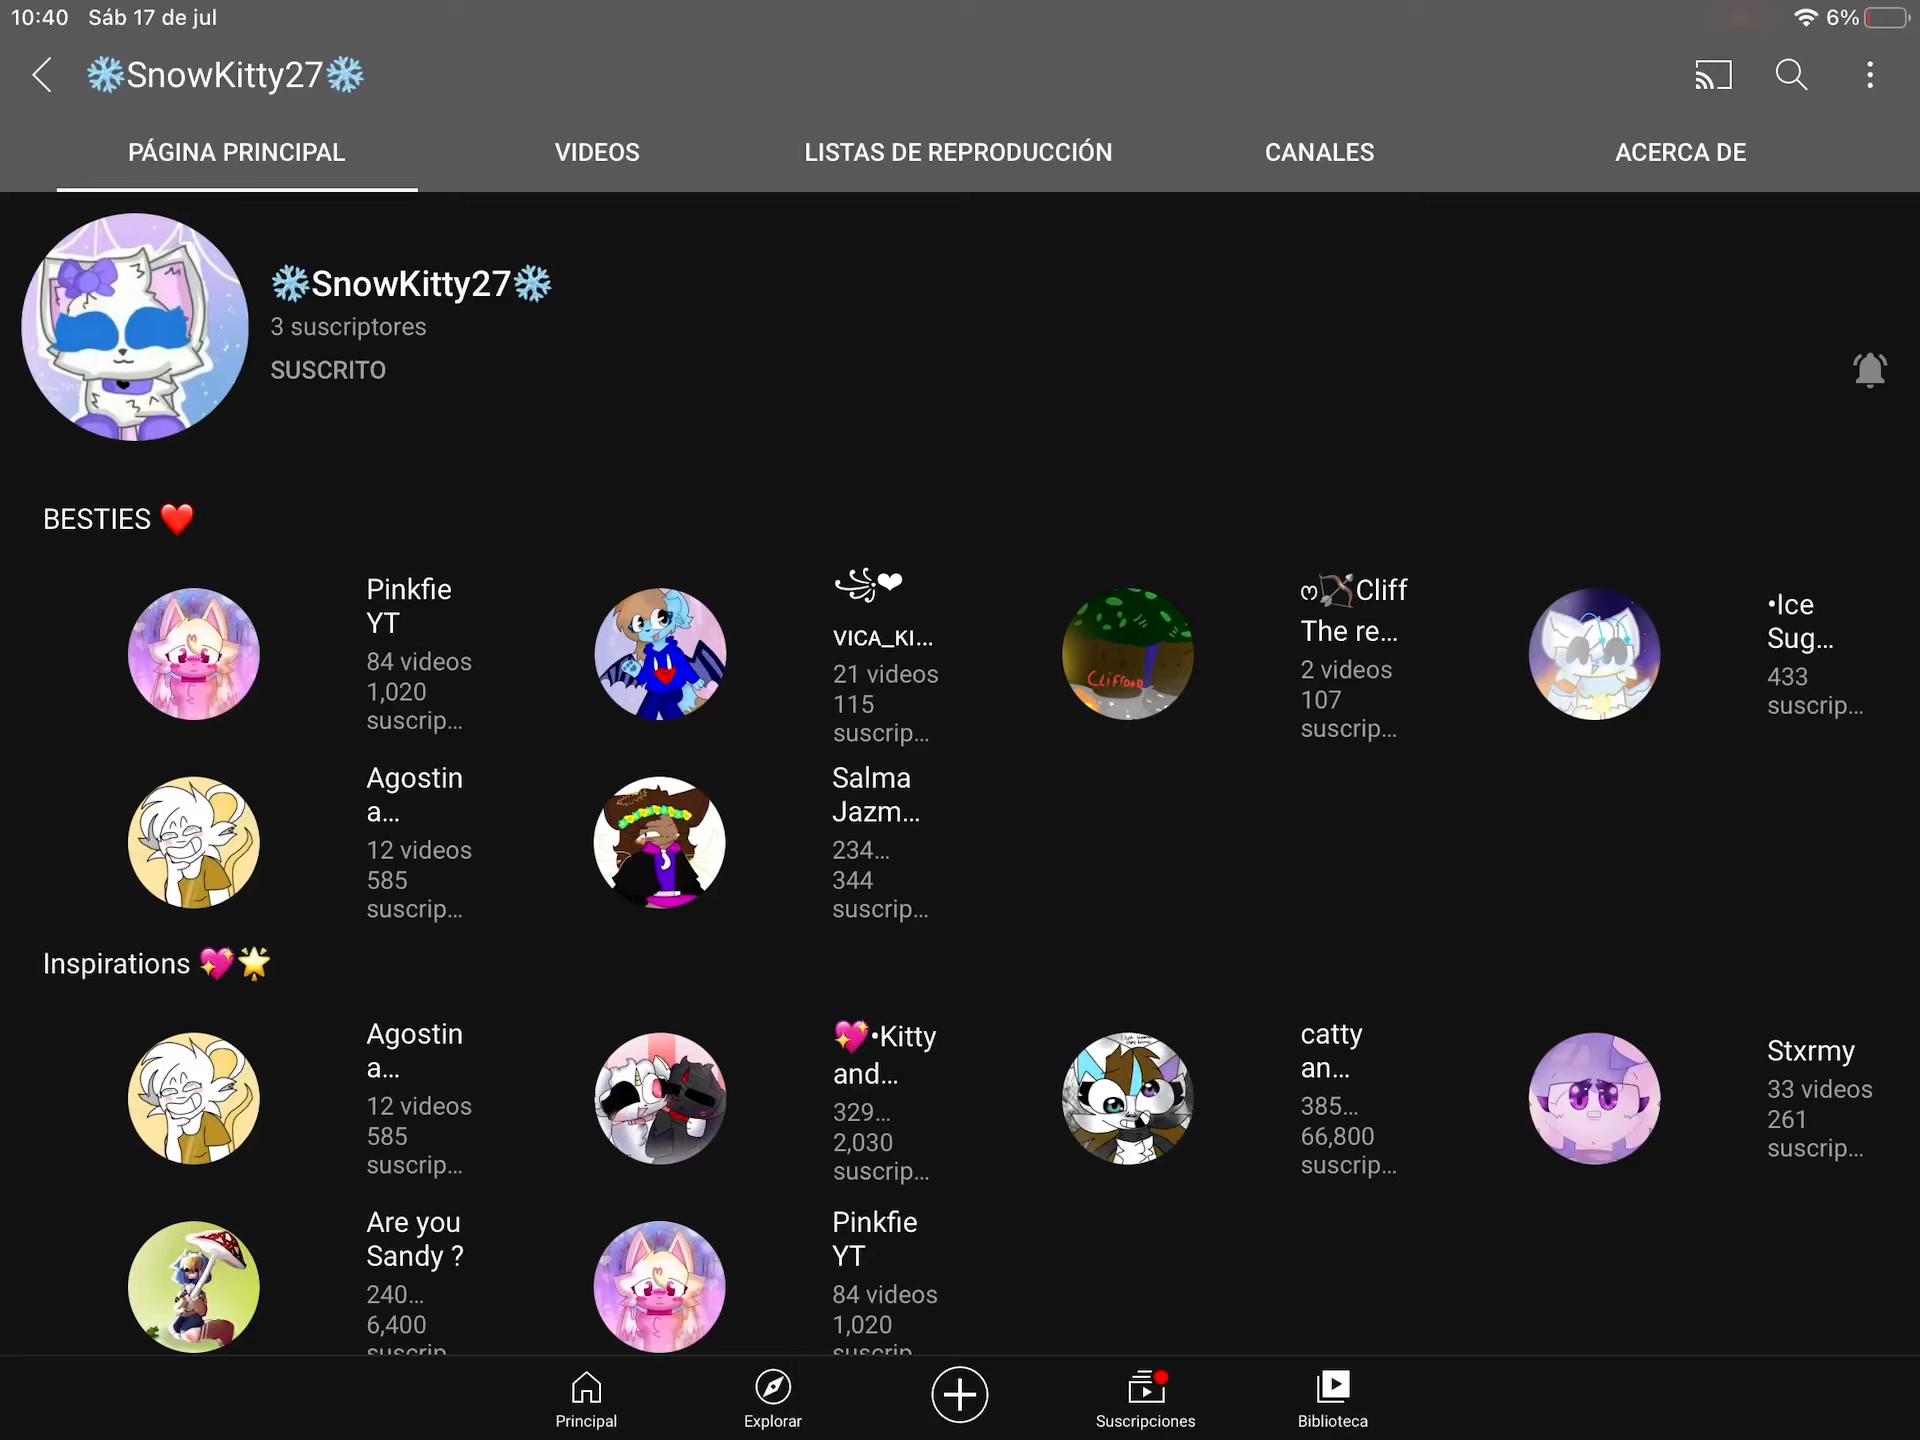 10:40 Sáb 17 de jul 6%
❄️SnowKitty27❄️
PÁGINA PRINCIPAL VIDEOS LISTAS DE REPRODUCCIÓN CANALES ACERCA DE
❄️SnowKitty27❄️
3 suscriptores
SUSCRITO
BESTIES ❤️
Pinkfie
YT
84 videos
1,020
suscrip...
꧁❤
VICA_KI...
21 videos
115
suscrip...
ෆ🏹Cliff
The re...
2 videos
107
suscrip...
Clifford
•Ice
Sug...
433
suscrip...
Agostin
a...
12 videos
585
suscrip...
Salma
Jazm...
234...
344
suscrip...
Inspirations 💖🌟
Agostin
a...
12 videos
585
suscrip...
💖•Kitty
and...
329...
2,030
suscrip...
catty
an...
385...
66,800
suscrip...
Stxrmy
33 videos
261
suscrip...
Are you
Sandy ?
240...
6,400
suscrip
Pinkfie
YT
84 videos
1,020
suscrip
Principal Explorar Suscripciones Biblioteca